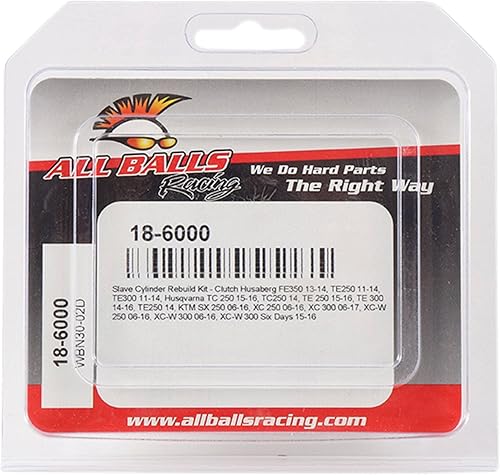 ALL BALLS
Racing
We Do Hard Parts
The Right Way
18-6000
Slave Cylinder Rebuild Kit - Clutch Husaberg FE350 13-14, TE250 11-14,
TE300 11-14, Husqvarna TC 250 15-16, TC250 14, TE 250 15-16, TE 300
14-16, TE250 14, KTM SX 250 06-16, XC 250 06-16, XC 300 06-17, XC-W
250 06-16, XC-W 300 06-16, XC-W 300 Six Days 15-16
18-6000
WBN30-02D
www.allballsracing.com